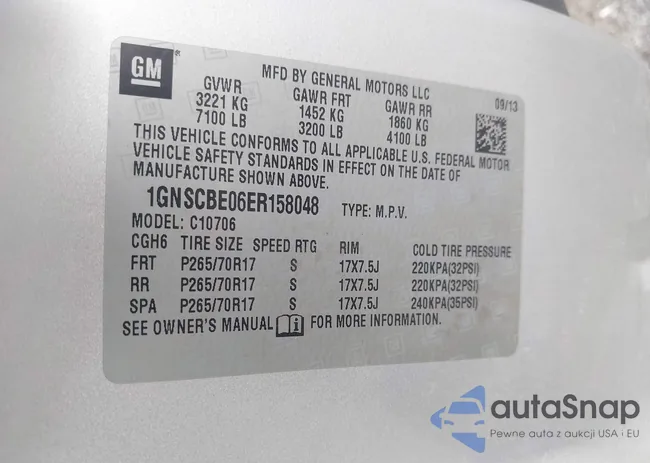 GM
MFD BY GENERAL MOTORS LLC
GVWR GAWR FRT GAWR RR 09/13
3221 KG 1452 KG 1860 KG
7100 LB 3200 LB 4100 LB
THIS VEHICLE CONFORMS TO ALL APPLICABLE U.S. FEDERAL MOTOR
VEHICLE SAFETY STANDARDS IN EFFECT ON THE DATE OF
MANUFACTURE SHOWN ABOVE.
1GNSCBE06ER158048 TYPE: M.P.V.
MODEL: C10706
CGH6 TIRE SIZE SPEED RTG RIM COLD TIRE PRESSURE
FRT P265/70R17 S 17X7.5J 220KPA(32PSI)
RR P265/70R17 S 17X7.5J 220KPA(32PSI)
SPA P265/70R17 S 17X7.5J 240KPA(35PSI)
SEE OWNER'S MANUAL FOR MORE INFORMATION.
autaSnap
Pewne auta z aukcji USA i EU